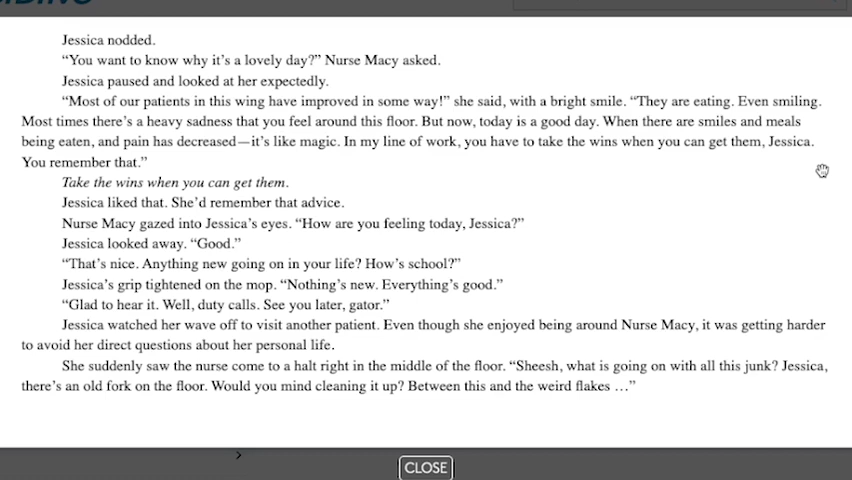 Jessica nodded.
“You want to know why it’s a lovely day?” Nurse Macy asked.
Jessica paused and looked at her expectedly.
“Most of our patients in this wing have improved in some way!” she said, with a bright smile. “They are eating. Even smiling.
Most times there’s a heavy sadness that you feel around this floor. But now, today is a good day. When there are smiles and meals
being eaten, and pain has decreased—it’s like magic. In my line of work, you have to take the wins when you can get them, Jessica.
You remember that.”
Take the wins when you can get them.
Jessica liked that. She’d remember that advice.
Nurse Macy gazed into Jessica’s eyes. “How are you feeling today, Jessica?”
Jessica looked away. “Good.”
“That’s nice. Anything new going on in your life? How’s school?”
Jessica’s grip tightened on the mop. “Nothing’s new. Everything’s good.”
“Glad to hear it. Well, duty calls. See you later, gator.”
Jessica watched her wave off to visit another patient. Even though she enjoyed being around Nurse Macy, it was getting harder
to avoid her direct questions about her personal life.
She suddenly saw the nurse come to a halt right in the middle of the floor. “Sheesh, what is going on with all this junk? Jessica,
there’s an old fork on the floor. Would you mind cleaning it up? Between this and the weird flakes …”
CLOSE